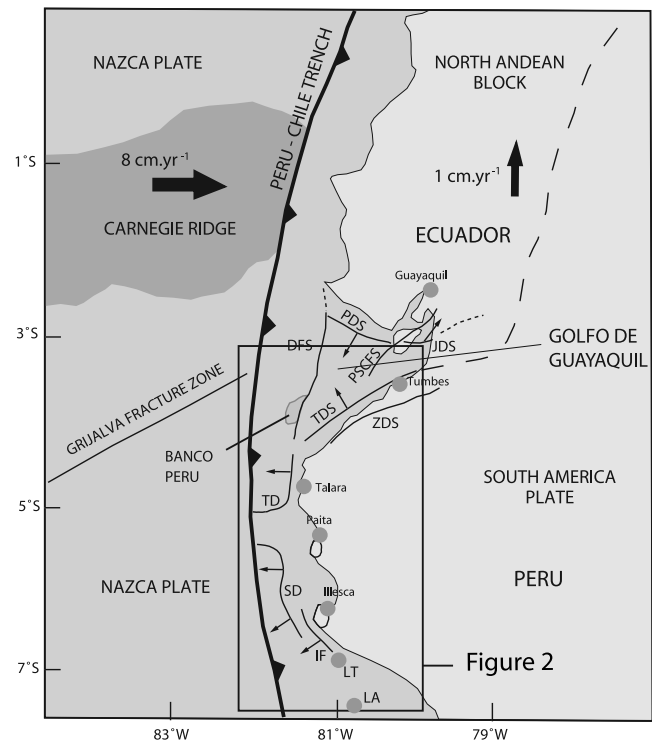 NAZCA PLATE
PERU - CHILE TRENCH
NORTH ANDEAN
BLOCK
1°S
8 cm.yr-1
1 cm.yr-1
CARNEGIE RIDGE
ECUADOR
Guayaquil
3°S
PDS
DFS
JDS
PSCFS
GOLFO DE
GUAYAQUIL
Tumbes
GRIJALVA FRACTURE ZONE
TDS
ZDS
BANCO
PERU
SOUTH AMERICA
PLATE
Talara
5°S
TD
Paita
NAZCA PLATE
PERU
SD
Illesca
IF
7°S
LT
Figure 2
LA
83°W
81°W
79°W